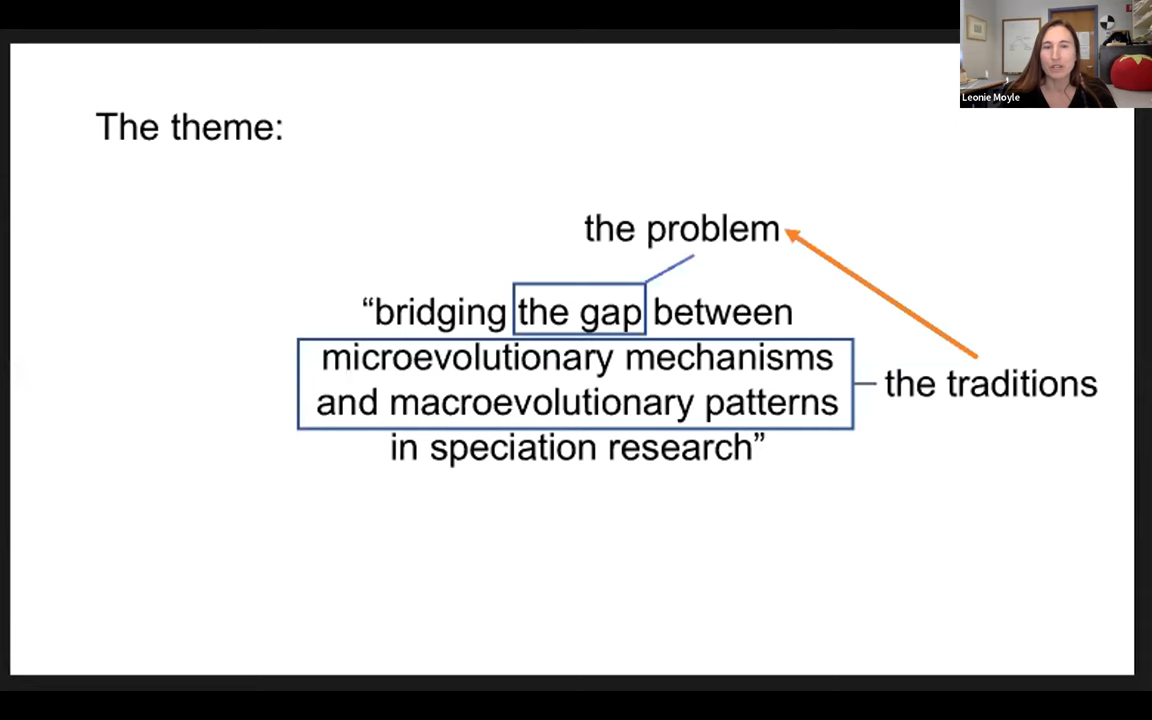 Leonie Moyle
The theme:
the problem
“bridging the gap between
microevolutionary mechanisms
and macroevolutionary patterns
in speciation research”
the traditions